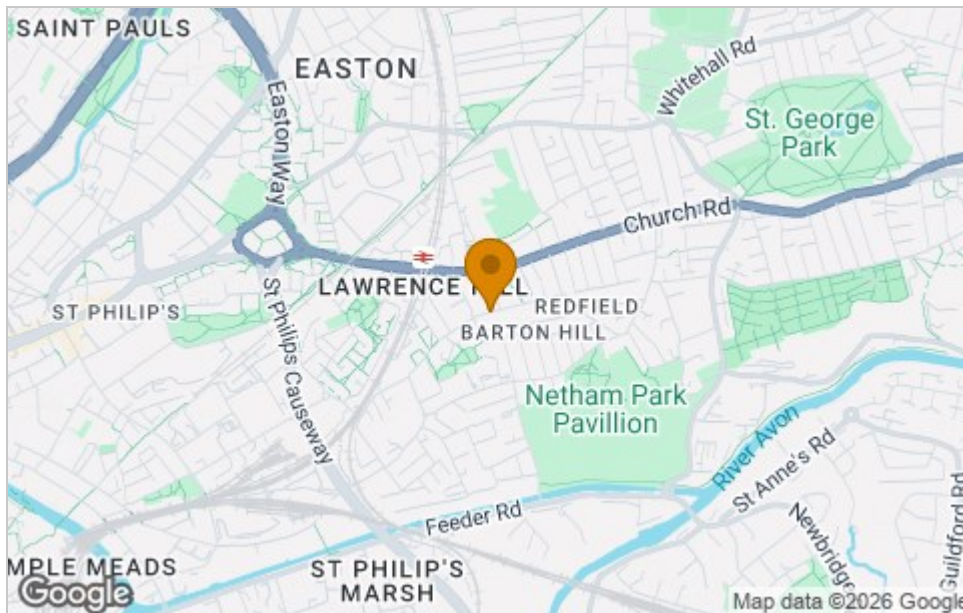 SAINT PAULS
EASTON
Easton Way
Whitehall Rd
St. George
Park
Church Rd
LAWRENCE HILL
ST PHILIP'S
REDFIELD
BARTON HILL
St Phillips Causeway
Netham Park
Pavillion
River Avon
St Anne's Rd
Feeder Rd
Newbridge
Guildford Rd
MPLE MEADS
ST PHILIP'S
MARSH
Google
Map data ©2026 Google